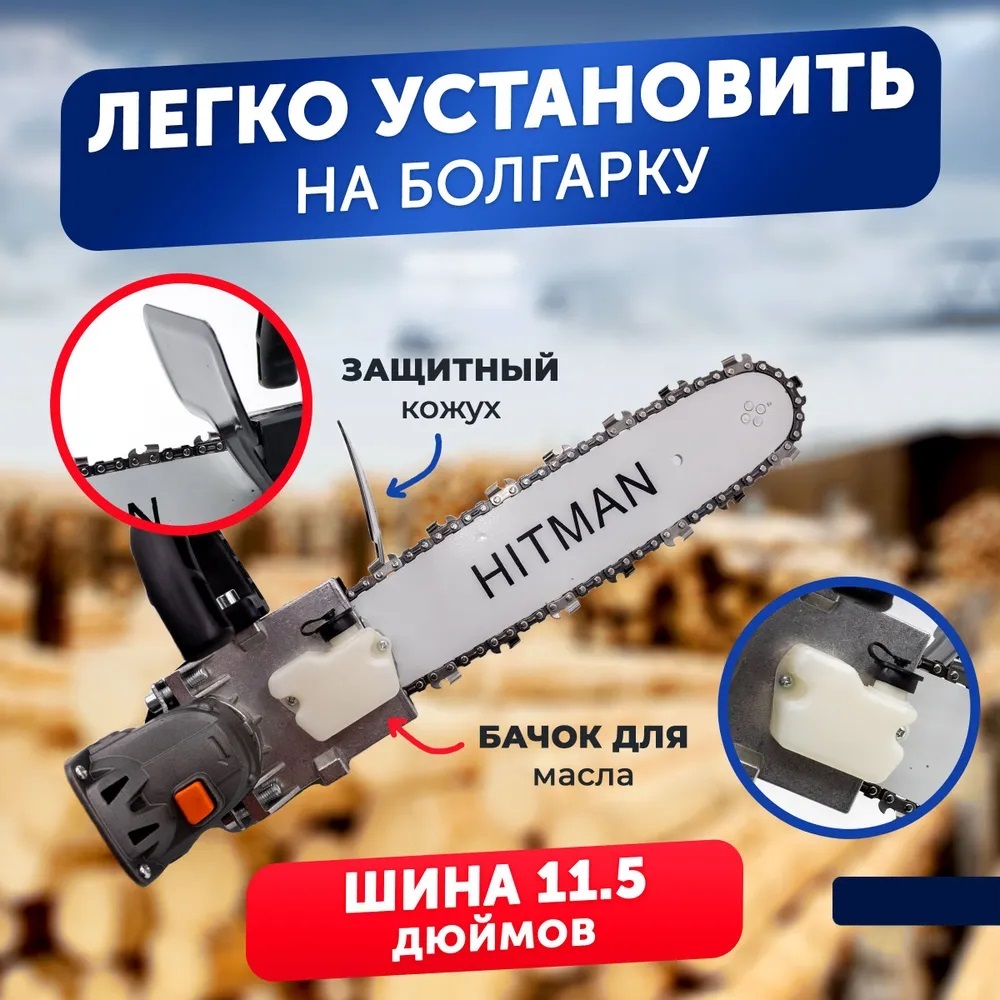 ЛЕГКО УСТАНОВИТЬ
НА БОЛГАРКУ
ЗАЩИТНЫЙ
кожух
HITMAN
N
БАЧОК ДЛЯ
масла
ШИНА 11.5
дюймов